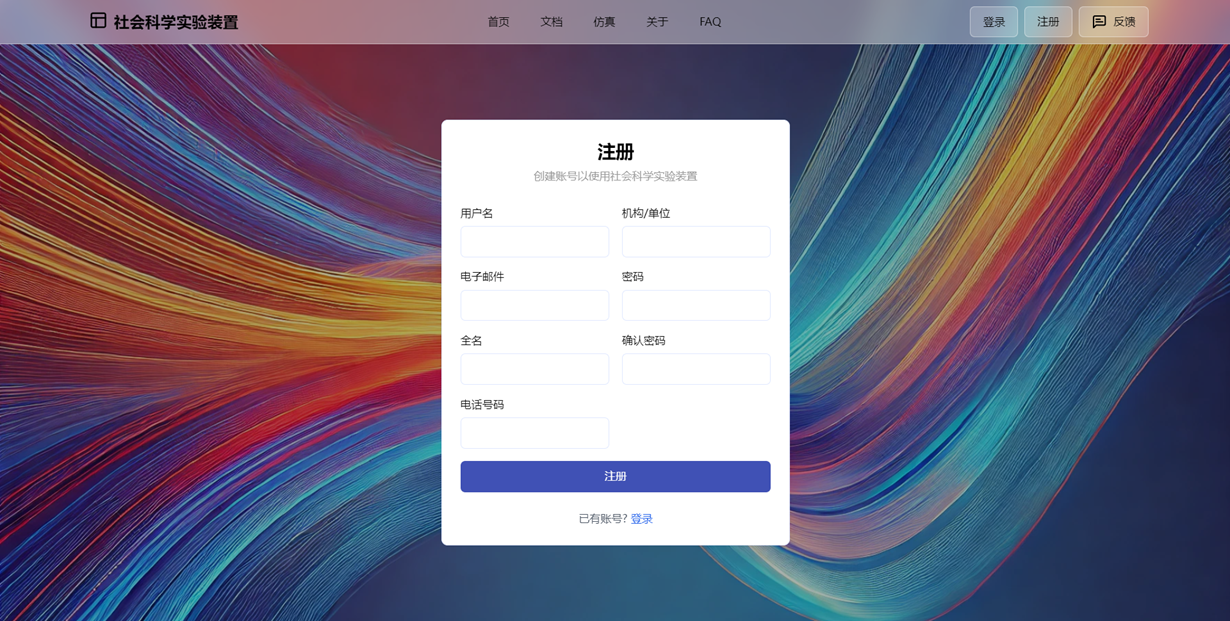 社会科学实验装置
首页 文档 仿真 关于 FAQ
登录 注册 反馈
注册
创建账号以使用社会科学实验装置
用户名 机构/单位
电子邮件 密码
全名 确认密码
电话号码
注册
已有账号? 登录